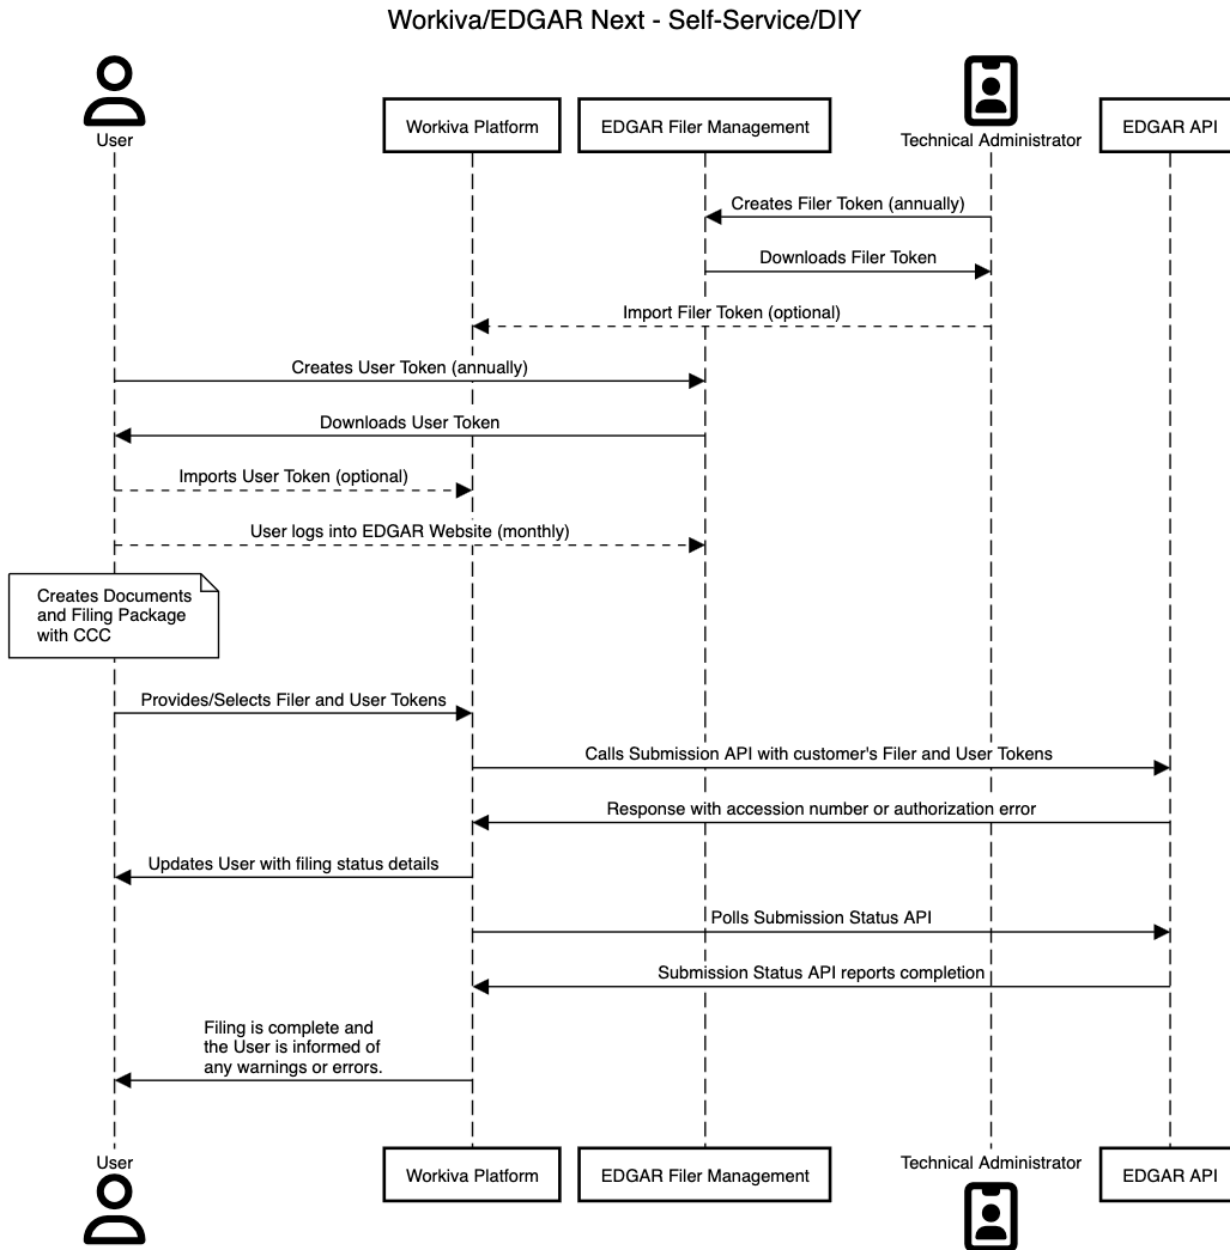 Workiva/EDGAR Next - Self-Service/DIY
User
Workiva Platform
EDGAR Filer Management
Technical Administrator
EDGAR API
Creates Filer Token (annually)
Downloads Filer Token
Import Filer Token (optional)
Creates User Token (annually)
Downloads User Token
Imports User Token (optional)
User logs into EDGAR Website (monthly)
Creates Documents
and Filing Package
with CCC
Provides/Selects Filer and User Tokens
Calls Submission API with customer's Filer and User Tokens
Response with accession number or authorization error
Updates User with filing status details
Polls Submission Status API
Submission Status API reports completion
Filing is complete and
the User is informed of
any warnings or errors.
User
Workiva Platform
EDGAR Filer Management
Technical Administrator
EDGAR API